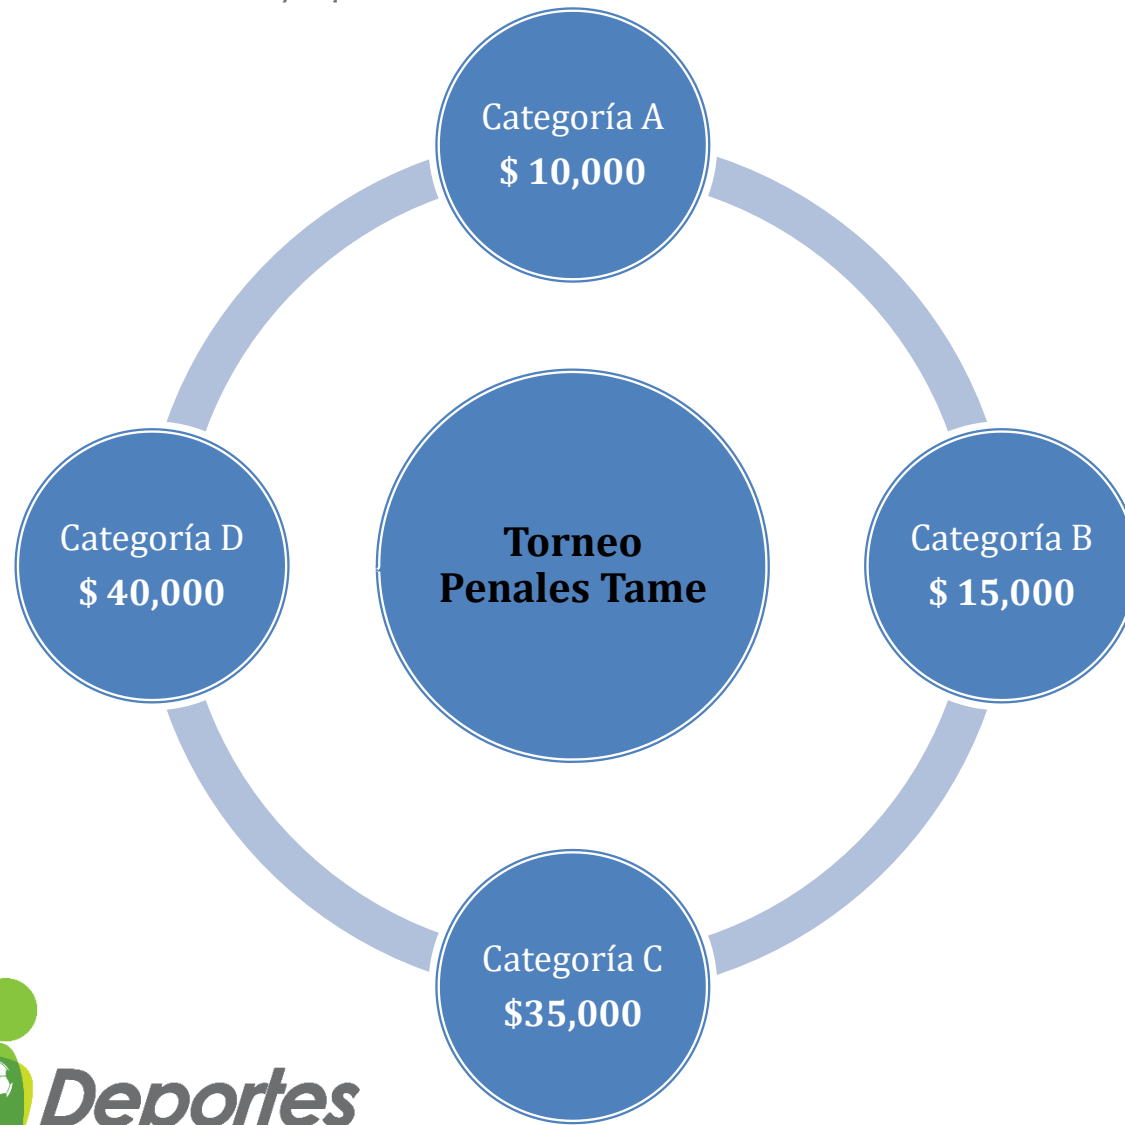 Categoría A
$ 10,000
Categoría D
$ 40,000
Torneo
Penales Tame
Categoría B
$ 15,000
Categoría C
$35,000
Deportes